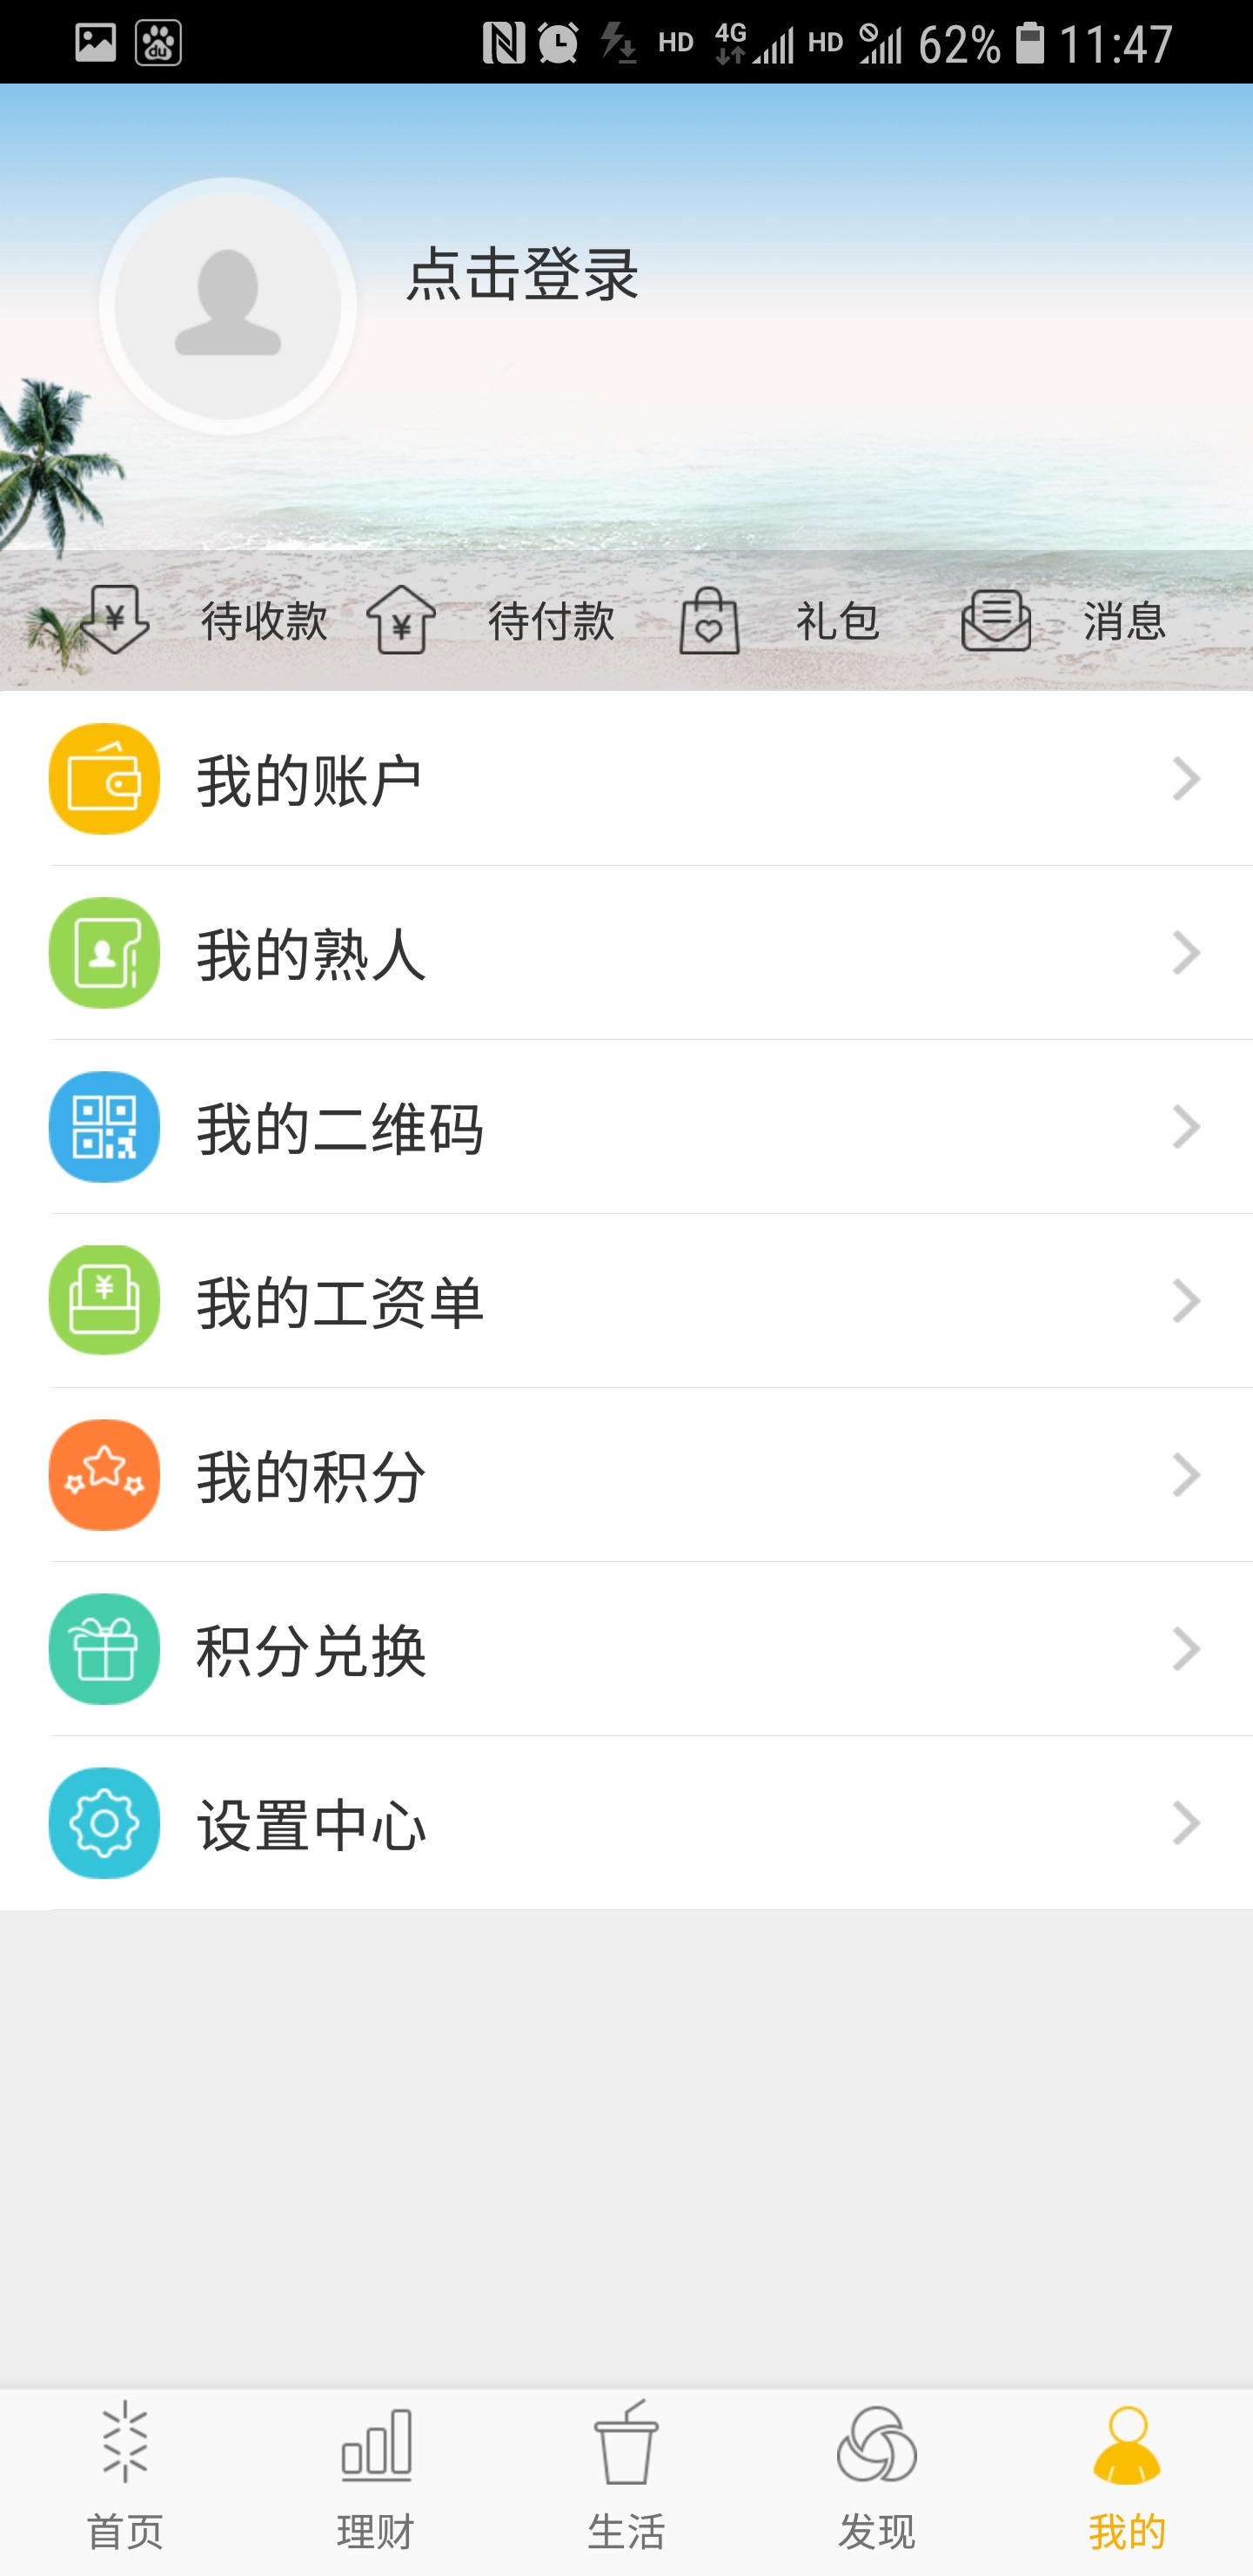 du HD 4G HD 62% 11:47
点击登录
待收款 待付款 礼包 消息
我的账户
我的熟人
我的二维码
我的工资单
我的积分
积分兑换
设置中心
首页 理财 生活 发现 我的